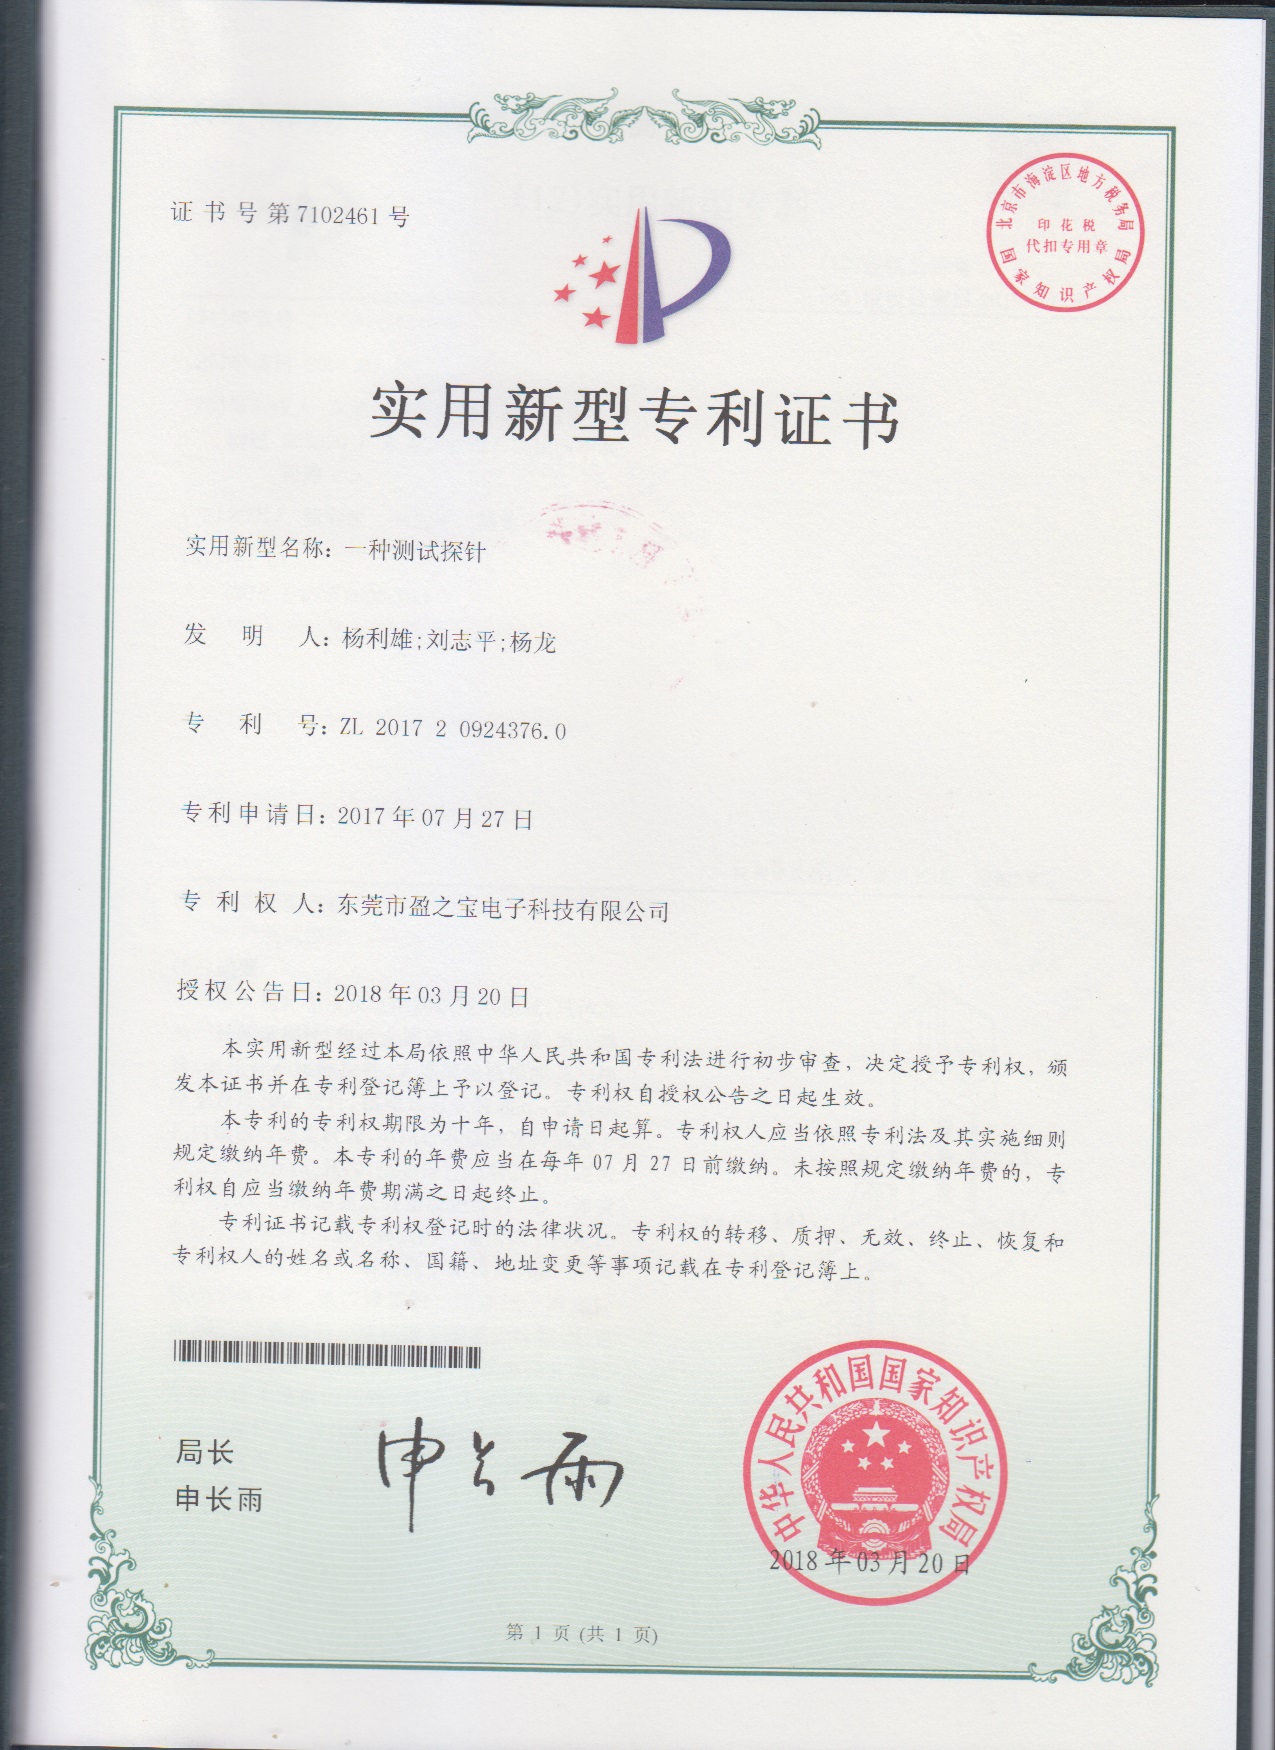 证书号第7102461号
北京市海淀区地方税务局
印花税
代扣专用章
国家知识产权局
实用新型专利证书
实用新型名称：一种测试探针
发明人：杨利雄;刘志平;杨龙
专利号：ZL 2017 2 0924376.0
专利申请日：2017年07月27日
专利权人：东莞市盈之宝电子科技有限公司
授权公告日：2018年03月20日
本实用新型经过本局依照中华人民共和国专利法进行初步审查，决定授予专利权，颁
发本证书并在专利登记簿上予以登记。专利权自授权公告之日起生效。
本专利的专利权期限为十年，自申请日起算。专利权人应当依照专利法及其实施细则
规定缴纳年费。本专利的年费应当在每年07月27日前缴纳。未按照规定缴纳年费的，专
利权自应当缴纳年费期满之日起终止。
专利证书记载专利权登记时的法律状况。专利权的转移、质押、无效、终止、恢复和
专利权人的姓名或名称、国籍、地址变更等事项记载在专利登记簿上。
局长
申长雨
申长雨
中华人民共和国国家知识产权局
2018年03月20日
第 1 页 (共 1 页)